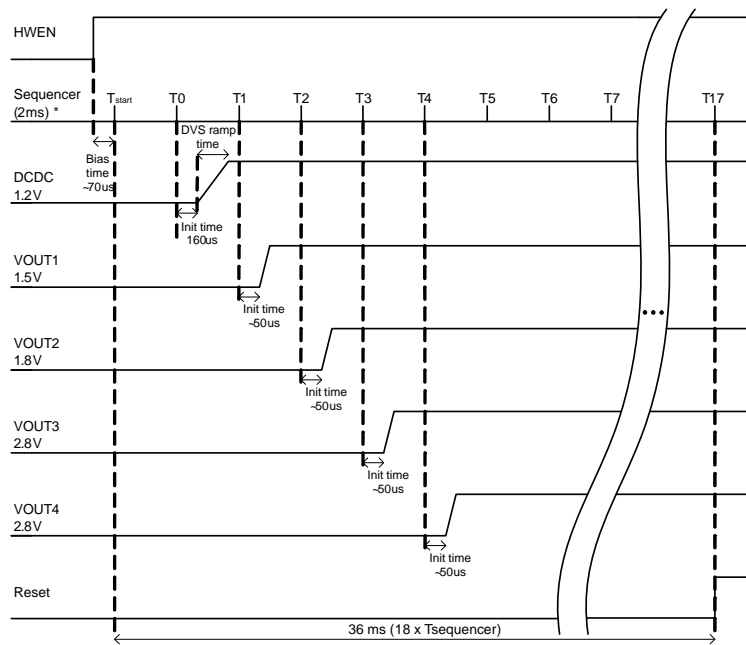 HWEN
Sequencer
(2ms) *
Tstart
T0
T1
T2
T3
T4
T5
T6
T7
T17
DVS ramp
time
Bias
time
~70us
DCDC
1.2V
Init time
160us
VOUT1
1.5V
Init time
~50us
VOUT2
1.8V
Init time
~50us
VOUT3
2.8V
Init time
~50us
VOUT4
2.8V
Init time
~50us
Reset
36 ms (18 x Tsequencer)